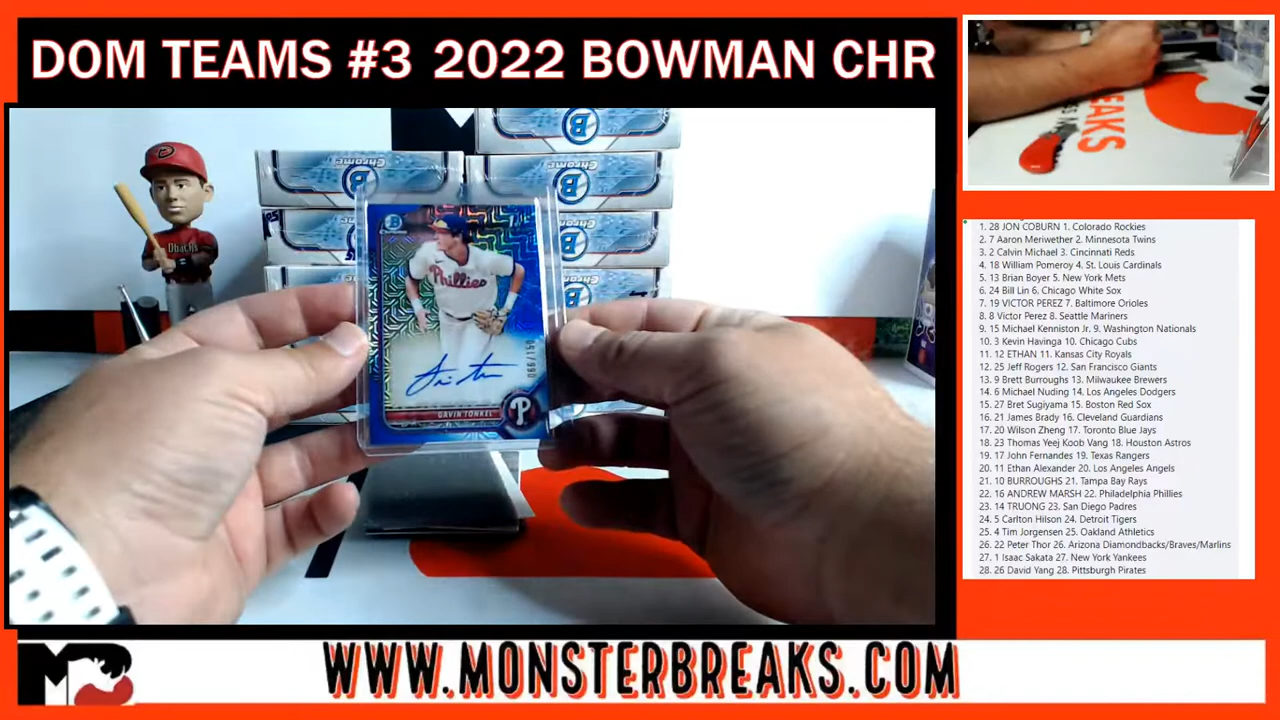 DOM TEAMS #3 2022 BOWMAN CHR
Dbacks
Chrome
Chrome
Phillies
066/150
GAVIN TONKEL
P
BREAKS
1. 28 JON COBURN 1. Colorado Rockies
2. 7 Aaron Meriwether 2. Minnesota Twins
3. 2 Calvin Michael 3. Cincinnati Reds
4. 18 William Pomeroy 4. St. Louis Cardinals
5. 13 Brian Boyer 5. New York Mets
6. 24 Bill Lin 6. Chicago White Sox
7. 19 VICTOR PEREZ 7. Baltimore Orioles
8. 8 Victor Perez 8. Seattle Mariners
9. 15 Michael Kenniston Jr. 9. Washington Nationals
10. 3 Kevin Havinga 10. Chicago Cubs
11. 12 ETHAN 11. Kansas City Royals
12. 25 Jeff Rogers 12. San Francisco Giants
13. 9 Brett Burroughs 13. Milwaukee Brewers
14. 6 Michael Nuding 14. Los Angeles Dodgers
15. 27 Bret Sugiyama 15. Boston Red Sox
16. 21 James Brady 16. Cleveland Guardians
17. 20 Wilson Zheng 17. Toronto Blue Jays
18. 23 Thomas Yeej Koob Vang 18. Houston Astros
19. 17 John Fernandes 19. Texas Rangers
20. 11 Ethan Alexander 20. Los Angeles Angels
21. 10 BURROUGHS 21. Tampa Bay Rays
22. 16 ANDREW MARSH 22. Philadelphia Phillies
23. 14 TRUONG 23. San Diego Padres
24. 5 Carlton Hilson 24. Detroit Tigers
25. 4 Tim Jorgensen 25. Oakland Athletics
26. 22 Peter Thor 26. Arizona Diamondbacks/Braves/Marlins
27. 1 Isaac Sakata 27. New York Yankees
28. 26 David Yang 28. Pittsburgh Pirates
WWW.MONSTERBREAKS.COM